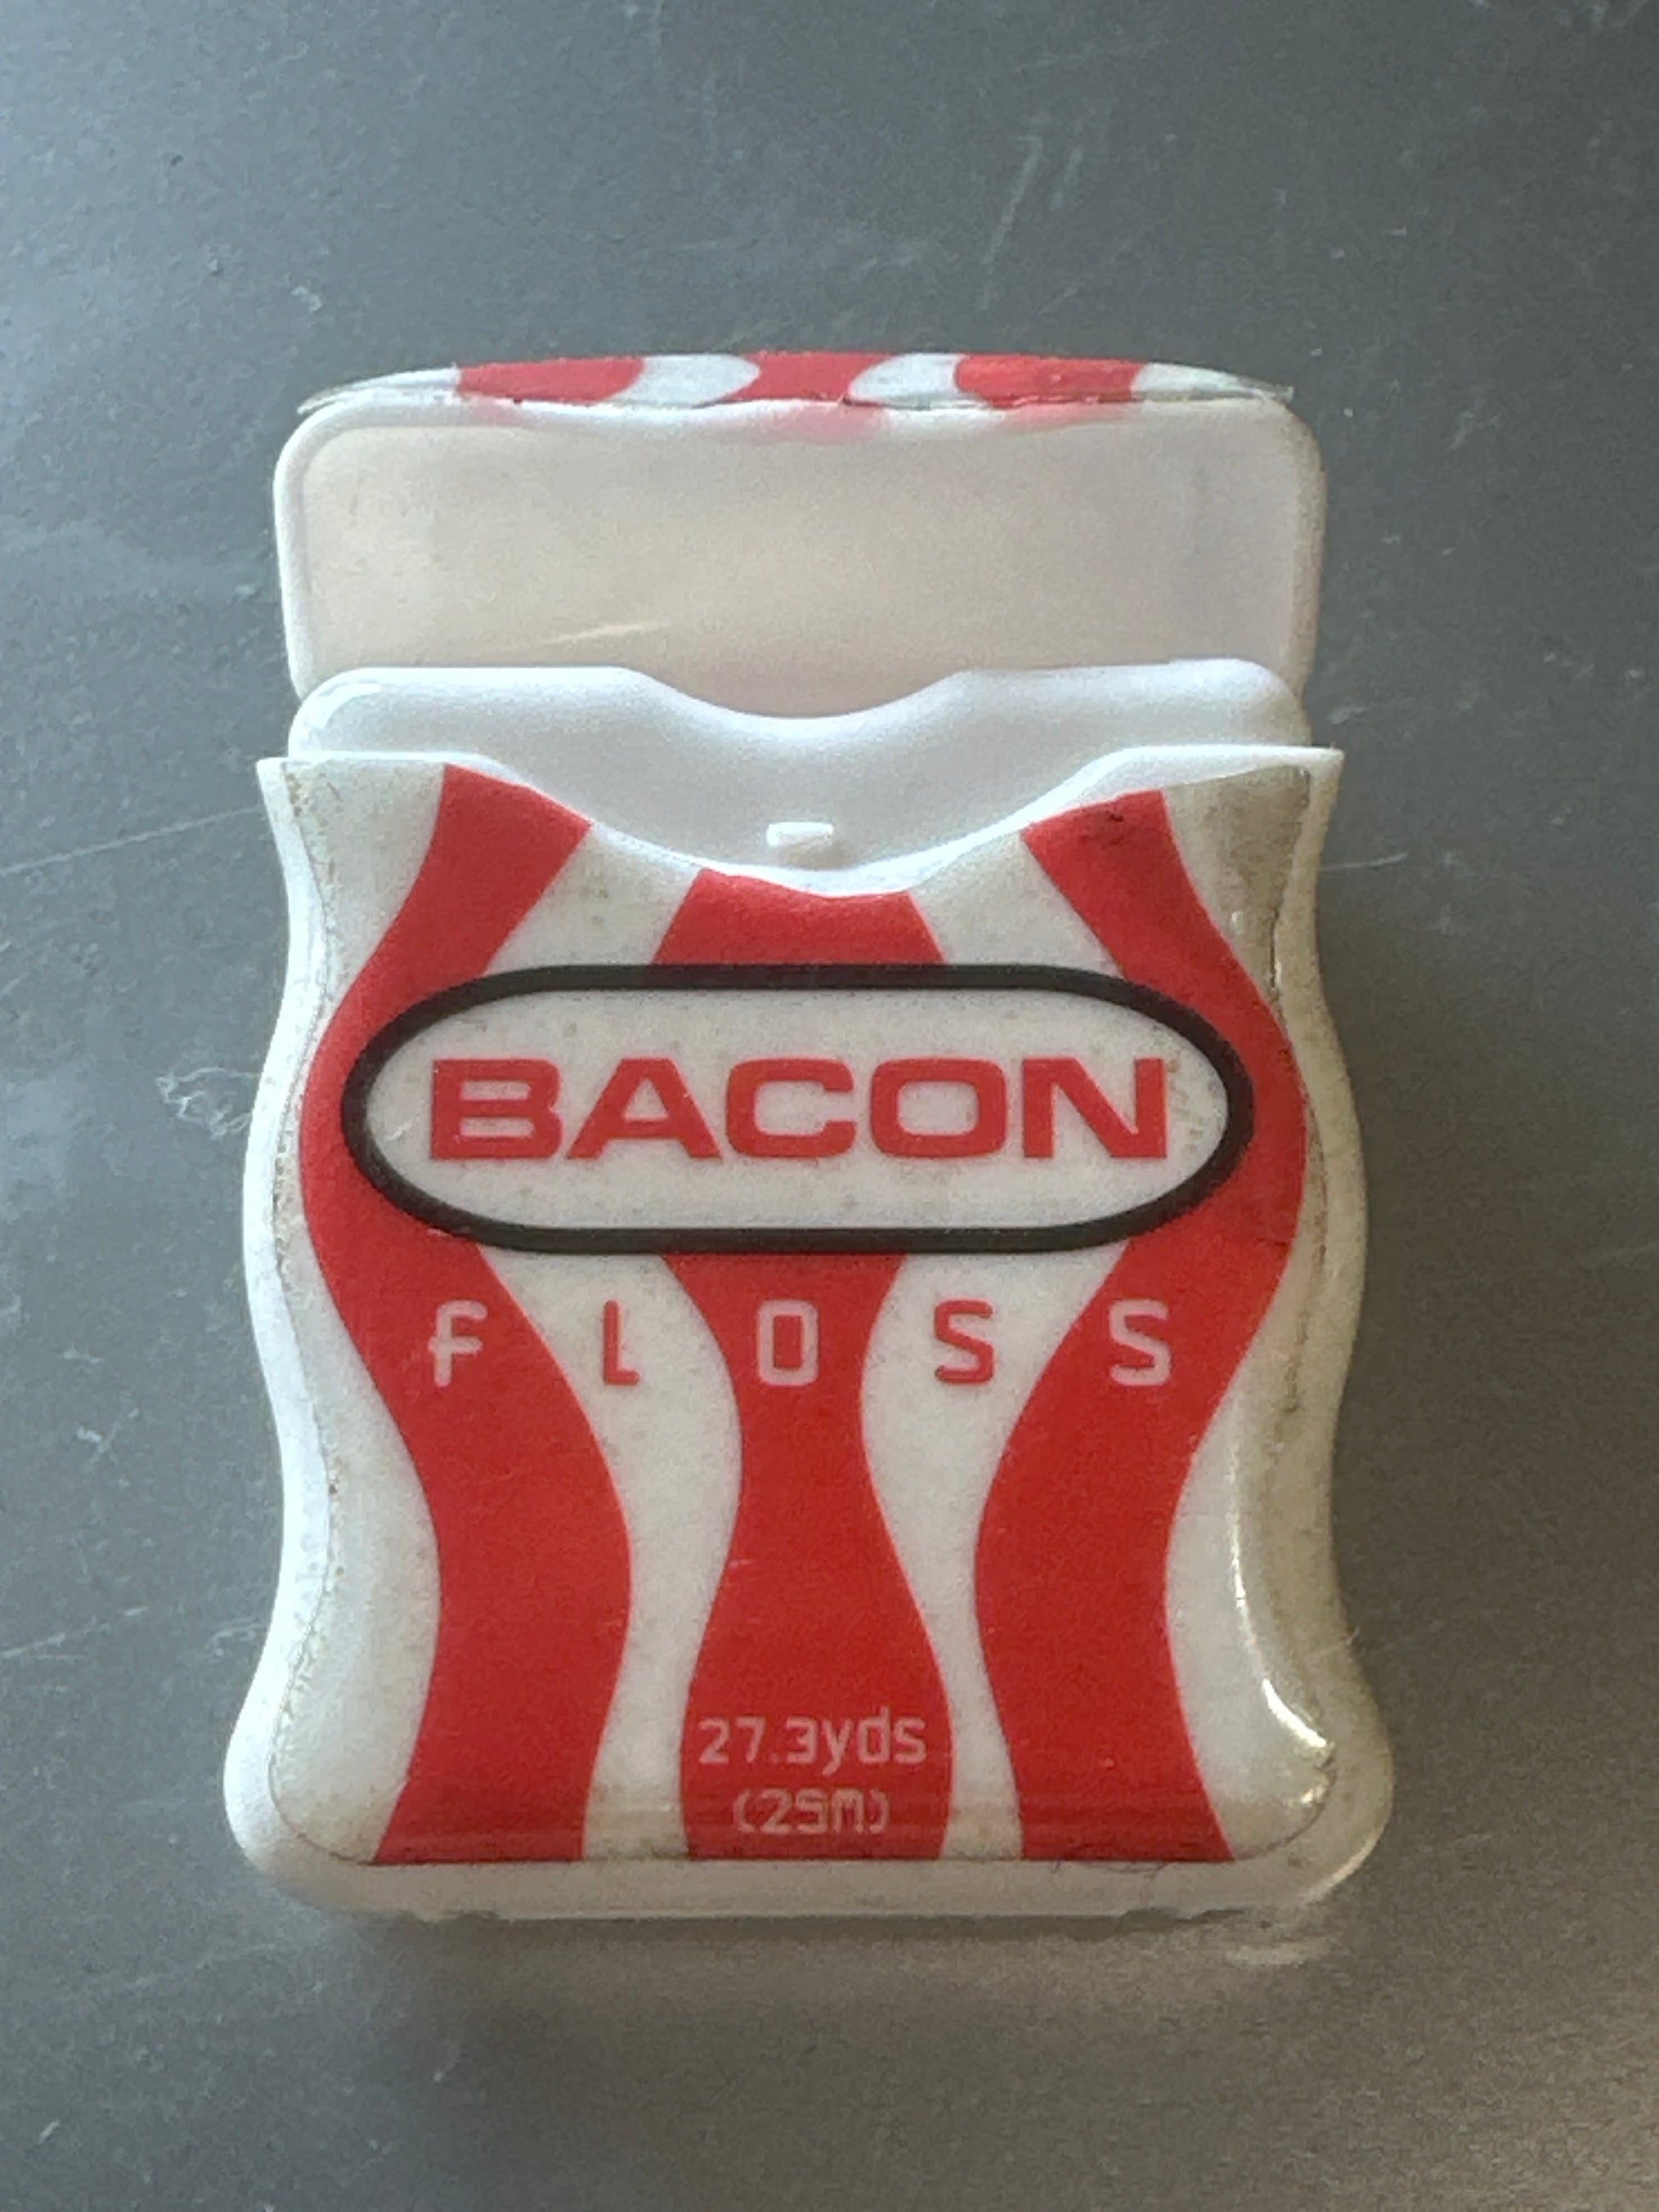 BACON
FLOSS
27.3yds
(25m)